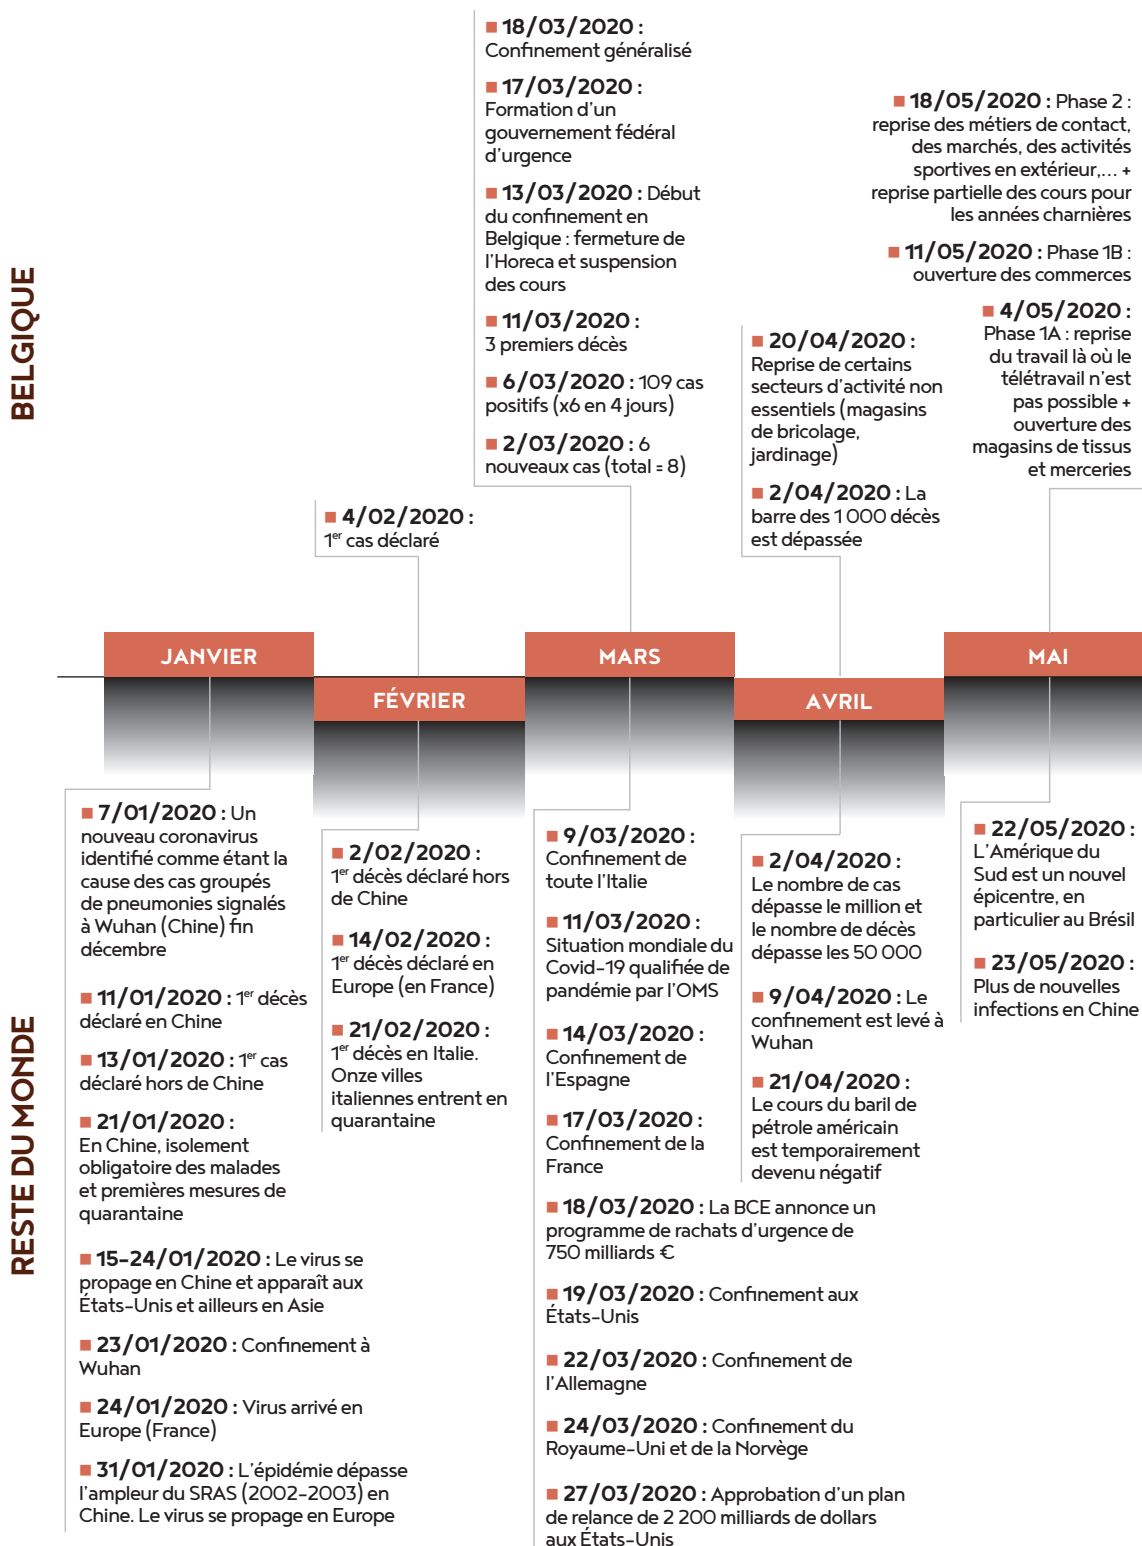 BELGIQUE
■ 18/03/2020 :
Confinement généralisé
■ 17/03/2020 :
Formation d’un
gouvernement fédéral
d’urgence
■ 13/03/2020 : Début
du confinement en
Belgique : fermeture de
l’Horeca et suspension
des cours
■ 11/03/2020 :
3 premiers décès
■ 6/03/2020 : 109 cas
positifs (x6 en 4 jours)
■ 2/03/2020 : 6
nouveaux cas (total = 8)
■ 4/02/2020 :
1er cas déclaré
■ 20/04/2020 :
Reprise de certains
secteurs d’activité non
essentiels (magasins
de bricolage,
jardinage)
■ 2/04/2020 : La
barre des 1 000 décès
est dépassée
■ 18/05/2020 : Phase 2 :
reprise des métiers de contact,
des marchés, des activités
sportives en extérieur,... +
reprise partielle des cours pour
les années charnières
■ 11/05/2020 : Phase 1B :
ouverture des commerces
■ 4/05/2020 :
Phase 1A : reprise
du travail là où le
télétravail n’est
pas possible +
ouverture des
magasins de tissus
et merceries
JANVIER
FÉVRIER
MARS
AVRIL
MAI
RESTE DU MONDE
■ 7/01/2020 : Un
nouveau coronavirus
identifié comme étant la
cause des cas groupés
de pneumonies signalés
à Wuhan (Chine) fin
décembre
■ 11/01/2020 : 1er décès
déclaré en Chine
■ 13/01/2020 : 1er cas
déclaré hors de Chine
■ 21/01/2020 :
En Chine, isolement
obligatoire des malades
et premières mesures de
quarantaine
■ 15-24/01/2020 : Le virus se
propage en Chine et apparaît aux
États-Unis et ailleurs en Asie
■ 23/01/2020 : Confinement à
Wuhan
■ 24/01/2020 : Virus arrivé en
Europe (France)
■ 31/01/2020 : L’épidémie dépasse
l’ampleur du SRAS (2002-2003) en
Chine. Le virus se propage en Europe
■ 2/02/2020 :
1er décès déclaré hors
de Chine
■ 14/02/2020 :
1er décès déclaré en
Europe (en France)
■ 21/02/2020 :
1er décès en Italie.
Onze villes
italiennes entrent en
quarantaine
■ 9/03/2020 :
Confinement de
toute l’Italie
■ 11/03/2020 :
Situation mondiale du
Covid-19 qualifiée de
pandémie par l’OMS
■ 14/03/2020 :
Confinement de
l’Espagne
■ 17/03/2020 :
Confinement de la
France
■ 18/03/2020 : La BCE annonce un
programme de rachats d’urgence de
750 milliards €
■ 19/03/2020 : Confinement aux
États-Unis
■ 22/03/2020 : Confinement de
l’Allemagne
■ 24/03/2020 : Confinement du
Royaume-Uni et de la Norvège
■ 27/03/2020 : Approbation d’un plan
de relance de 2 200 milliards de dollars
aux États-Unis
■ 2/04/2020 :
Le nombre de cas
dépasse le million et
le nombre de décès
dépasse les 50 000
■ 9/04/2020 : Le
confinement est levé à
Wuhan
■ 21/04/2020 :
Le cours du baril de
pétrole américain
est temporairement
devenu négatif
■ 22/05/2020 :
L’Amérique du
Sud est un nouvel
épicentre, en
particulier au Brésil
■ 23/05/2020 :
Plus de nouvelles
infections en Chine